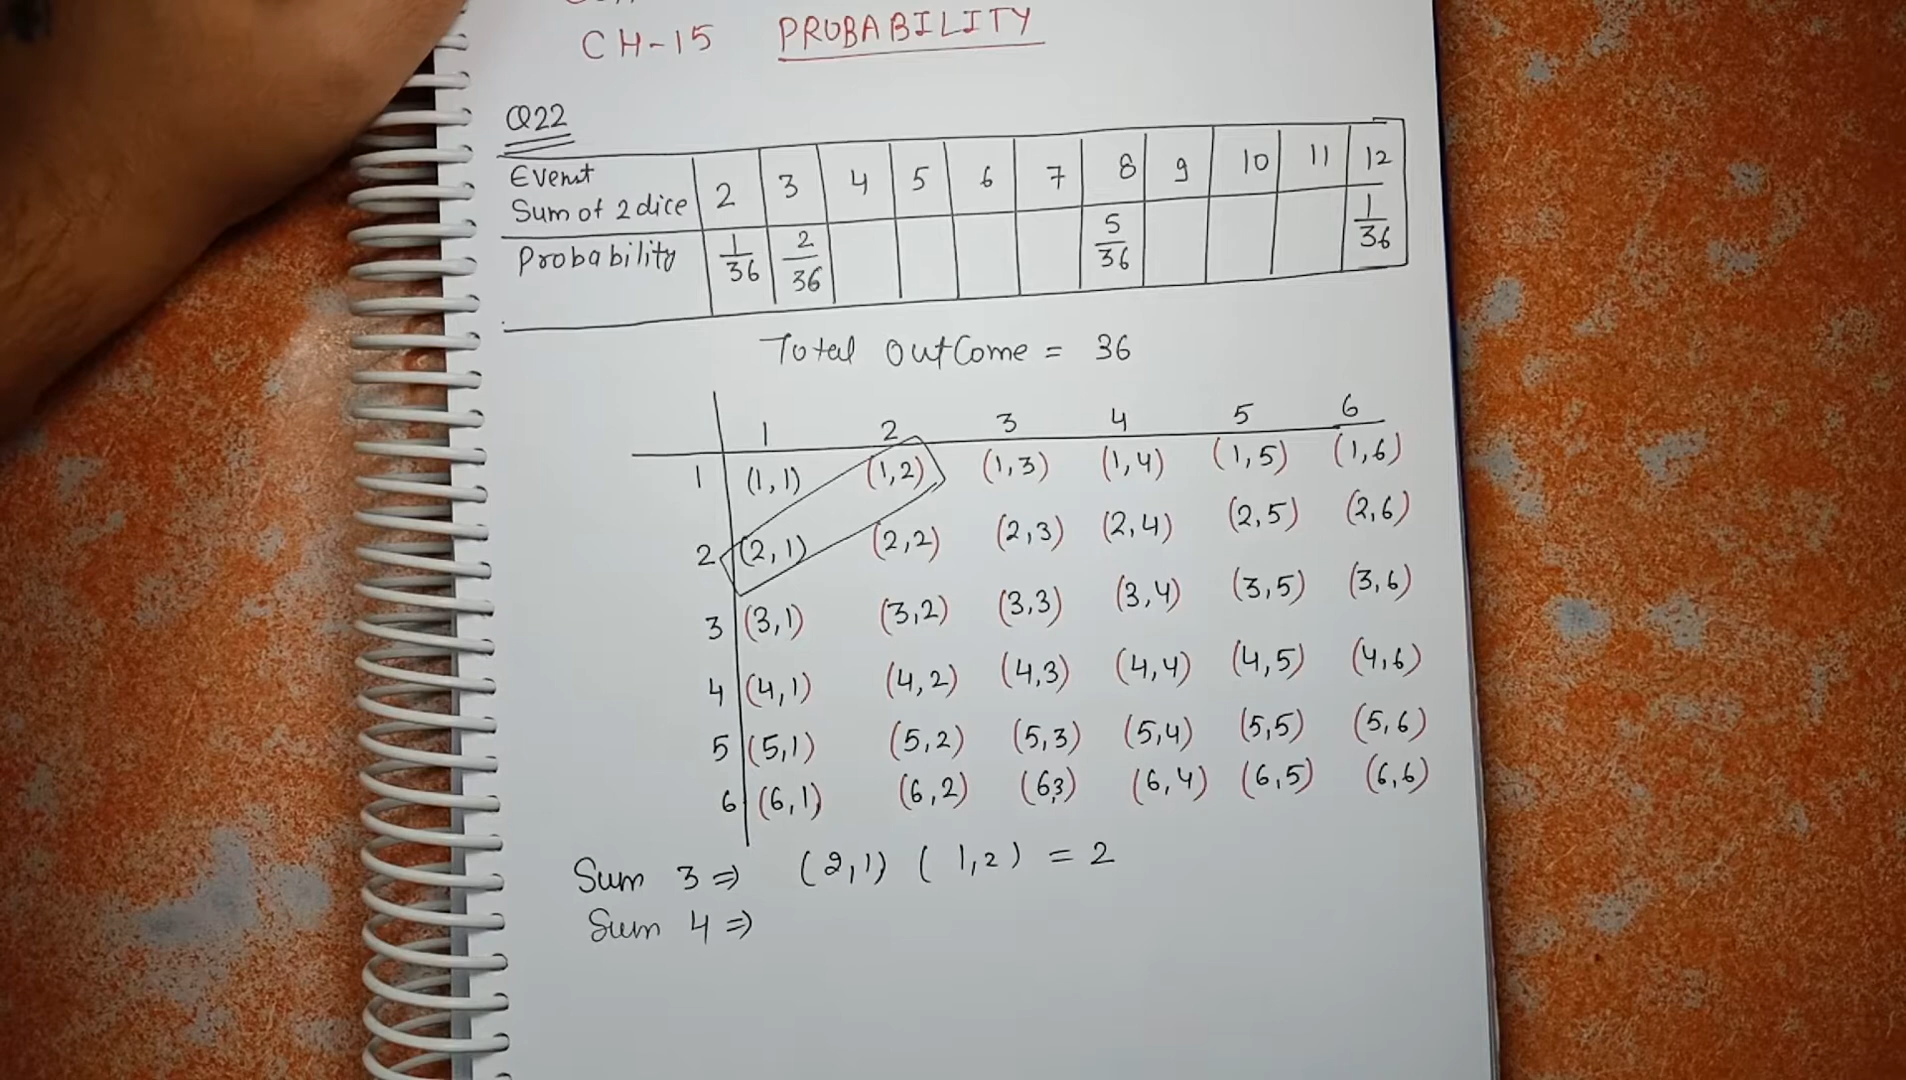 CH-15 PROBABILITY
Q22
Evenst
Sum of 2 dice 2 3 4 5 6 7 8 9 10 11 12
Probability 1/36 2/36 5/36 1/36
Total outcome = 36
1 2 3 4 5 6
1 (1,1) (1,2) (1,3) (1,4) (1,5) (1,6)
2 (2,1) (2,2) (2,3) (2,4) (2,5) (2,6)
3 (3,1) (3,2) (3,3) (3,4) (3,5) (3,6)
4 (4,1) (4,2) (4,3) (4,4) (4,5) (4,6)
5 (5,1) (5,2) (5,3) (5,4) (5,5) (5,6)
6 (6,1) (6,2) (6,3) (6,4) (6,5) (6,6)
Sum 3 ⇒ (2,1) (1,2) = 2
Sum 4 ⇒